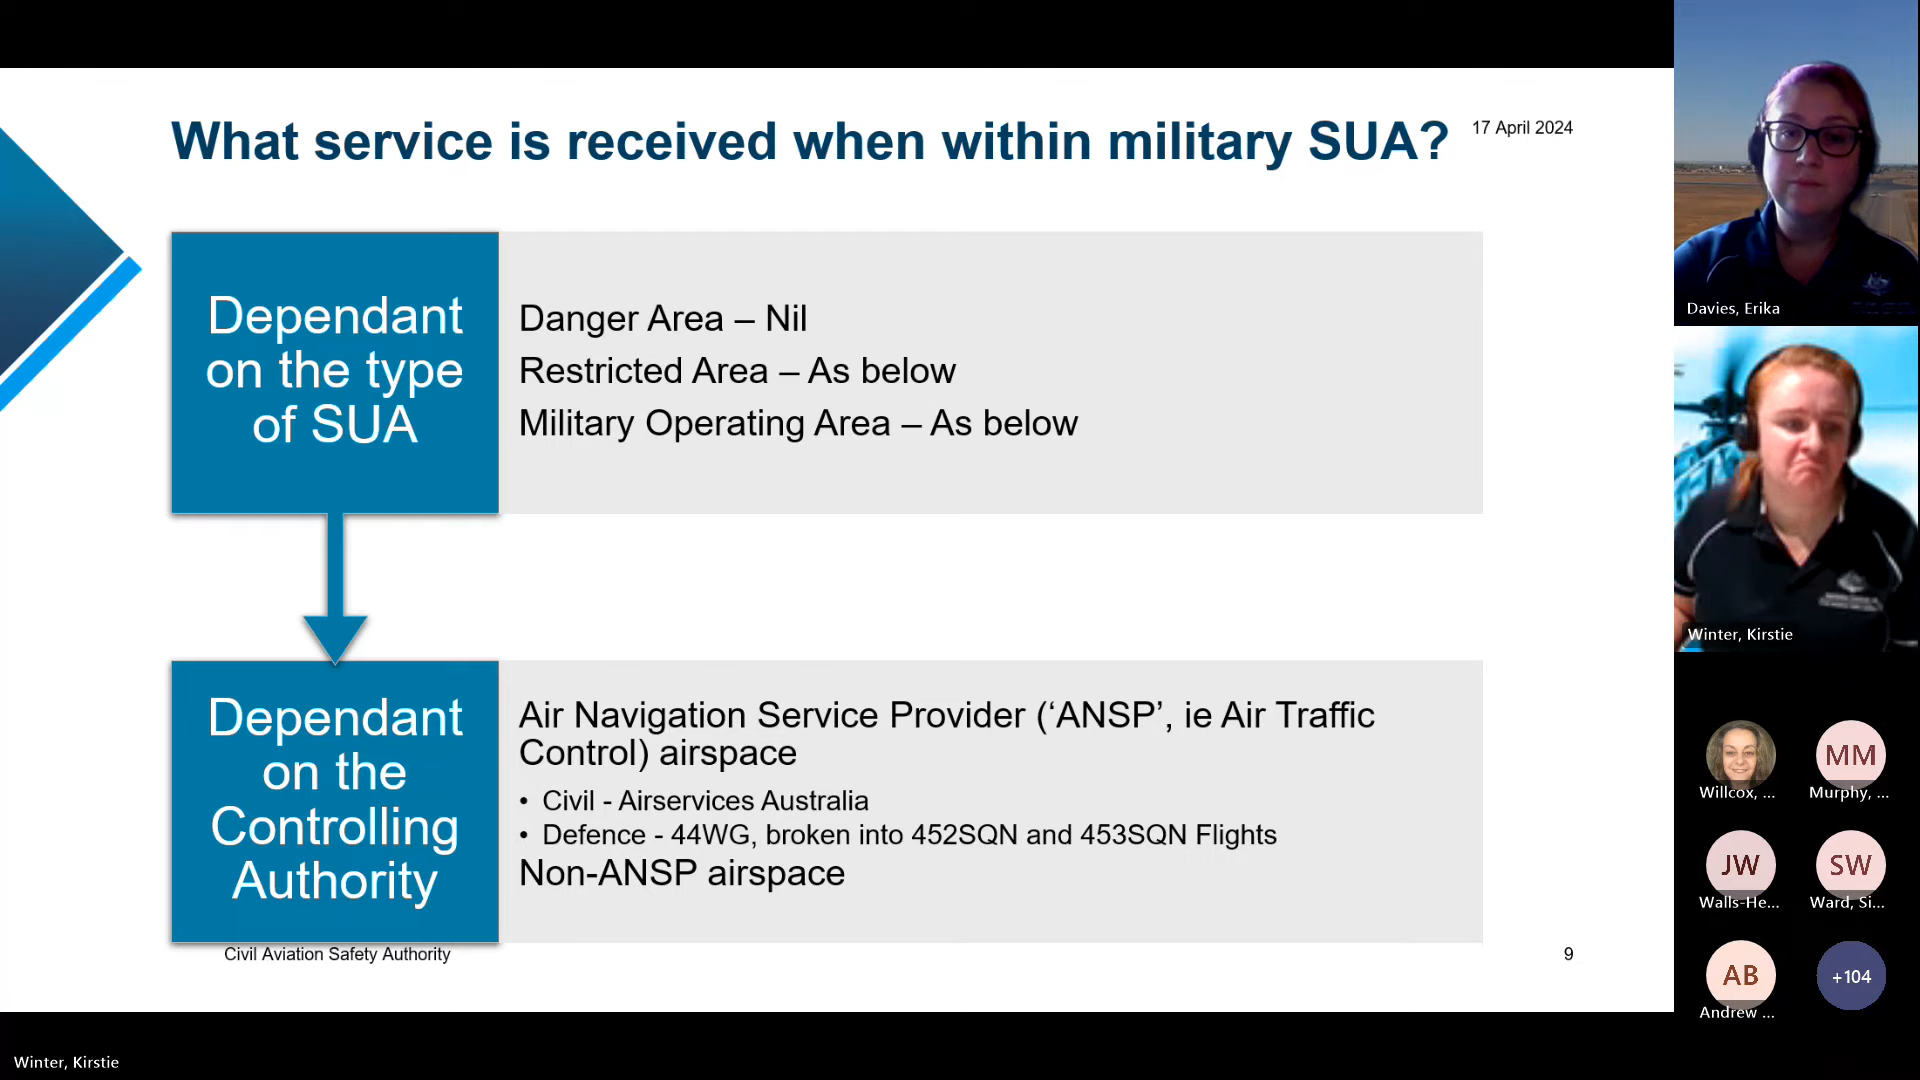 What service is received when within military SUA?
17 April 2024
Dependant
on the type
of SUA
Danger Area – Nil
Restricted Area – As below
Military Operating Area – As below
Dependant
on the
Controlling
Authority
Air Navigation Service Provider (‘ANSP’, ie Air Traffic
Control) airspace
• Civil - Airservices Australia
• Defence - 44WG, broken into 452SQN and 453SQN Flights
Non-ANSP airspace
Civil Aviation Safety Authority
9
Davies, Erika
Winter, Kirstie
Willcox, ...
MM
Murphy, ...
JW
Walls-He...
SW
Ward, Si...
AB
Andrew ...
+104
Winter, Kirstie